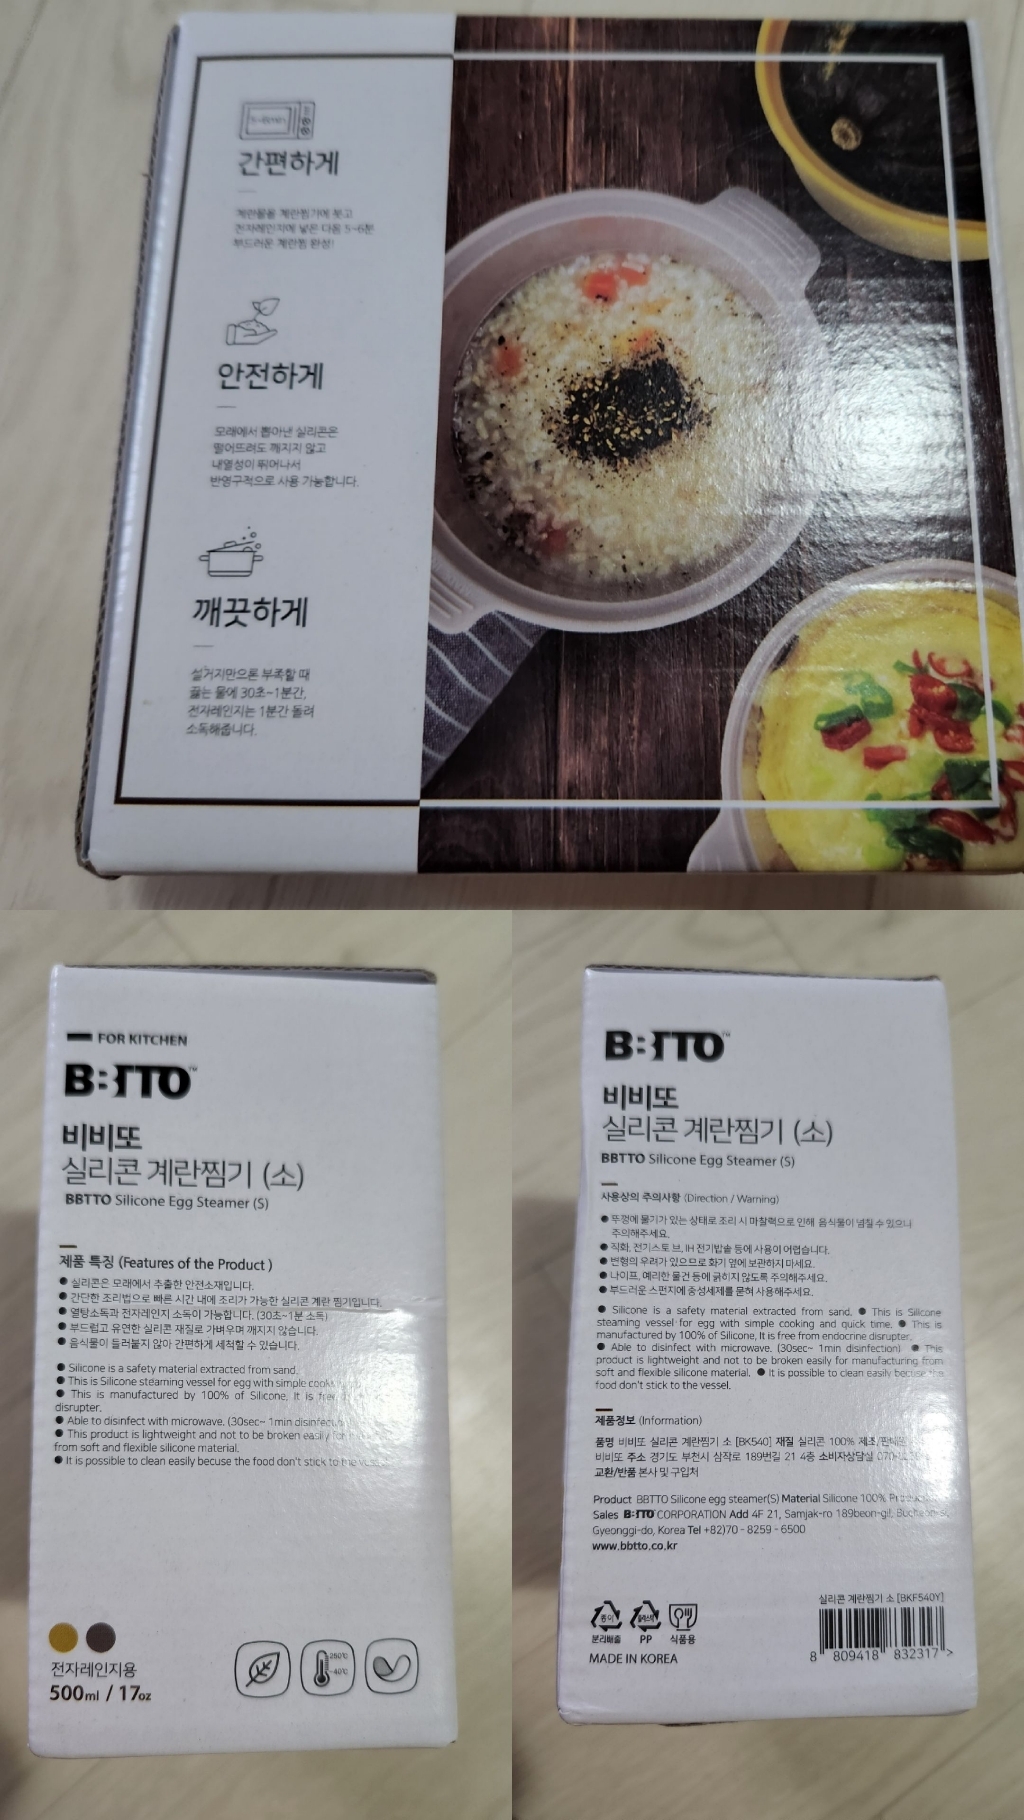 간편하게
계란물을 계란찜기에 붓고
전자레인지에 넣은 다음 5~6분
부드러운 계란찜 완성!
안전하게
모래에서 뽑아낸 실리콘은
떨어뜨려도 깨지지 않고
내열성이 뛰어나서
반영구적으로 사용 가능합니다.
깨끗하게
설거지만으론 부족할 때
끓는 물에 30초~1분간,
전자레인지는 1분간 돌려
소독해줍니다.
FOR KITCHEN
BBTTO™
비비또
실리콘 계란찜기 (소)
BBTTO Silicone Egg Steamer (S)
제품 특징 (Features of the Product )
● 실리콘은 모래에서 추출한 안전소재입니다.
● 간단한 조리법으로 빠른 시간 내에 조리가 가능한 실리콘 계란 찜기입니다.
● 열탕소독과 전자레인지 소독이 가능합니다. (30초~1분 소독)
● 부드럽고 유연한 실리콘 재질로 가벼우며 깨지지 않습니다.
● 음식물이 들러붙지 않아 간편하게 세척할 수 있습니다.
● Silicone is a safety material extracted from sand.
● This is Silicone steaming vessel for egg with simple
● This is manufactured by 100% of Silicone, It is
disrupter.
● Able to disinfect with microwave. (30sec~ 1min
● This product is lightweight and not to be broken easily
from soft and flexible silicone material.
● It is possible to clean easily becuse the food don't stick to
전자레인지용
500ml / 17oz
250℃
-40℃
BBTTO™
비비또
실리콘 계란찜기 (소)
BBTTO Silicone Egg Steamer (S)
사용상의 주의사항 (Direction / Warning)
● 뚜껑에 물기가 있는 상태로 조리 시 마찰력으로 인해 음식물이 넘칠 수 있으니
주의해주세요.
● 직화, 전기스토브, IH 전기밥솥 등에 사용이 어렵습니다.
● 변형의 우려가 있으므로 화기 옆에 보관하지 마세요.
● 나이프, 예리한 물건 등에 긁히지 않도록 주의해주세요.
● 부드러운 스펀지에 중성세제를 묻혀 사용해주세요.
● Silicone is a safety material extracted from sand. ● This is Silicone
steaming vessel for egg with simple cooking and quick time. ● This is
manufactured by 100% of Silicone, It is free from endocrine disrupter.
● Able to disinfect with microwave. (30sec~ 1min disinfection) ● This
product is lightweight and not to be broken easily for manufacturing from
soft and flexible silicone material. ● It is possible to clean easily becuse the
food don't stick to the vessel.
제품정보 (Information)
품명 비비또 실리콘 계란찜기 소 [BK540] 재질 실리콘 100% 제조/판매원
비비또 주소 경기도 부천시 삼작로 189번길 21 4층 소비자상담실
교환/반품 본사 및 구입처
Product BBTTO Silicone egg steamer(S) Material Silicone 100%
Sales BBTTO CORPORATION Add 4F 21, Samjak-ro 189beon-gil, Bucheon-si,
Gyeonggi-do, Korea Tel +82)70 - 8259 - 6500
www.bbtto.co.kr
종이
분리배출
플라스틱
PP
식품용
MADE IN KOREA
실리콘 계란찜기 소 [BKF540Y]
8 809418 832317 >